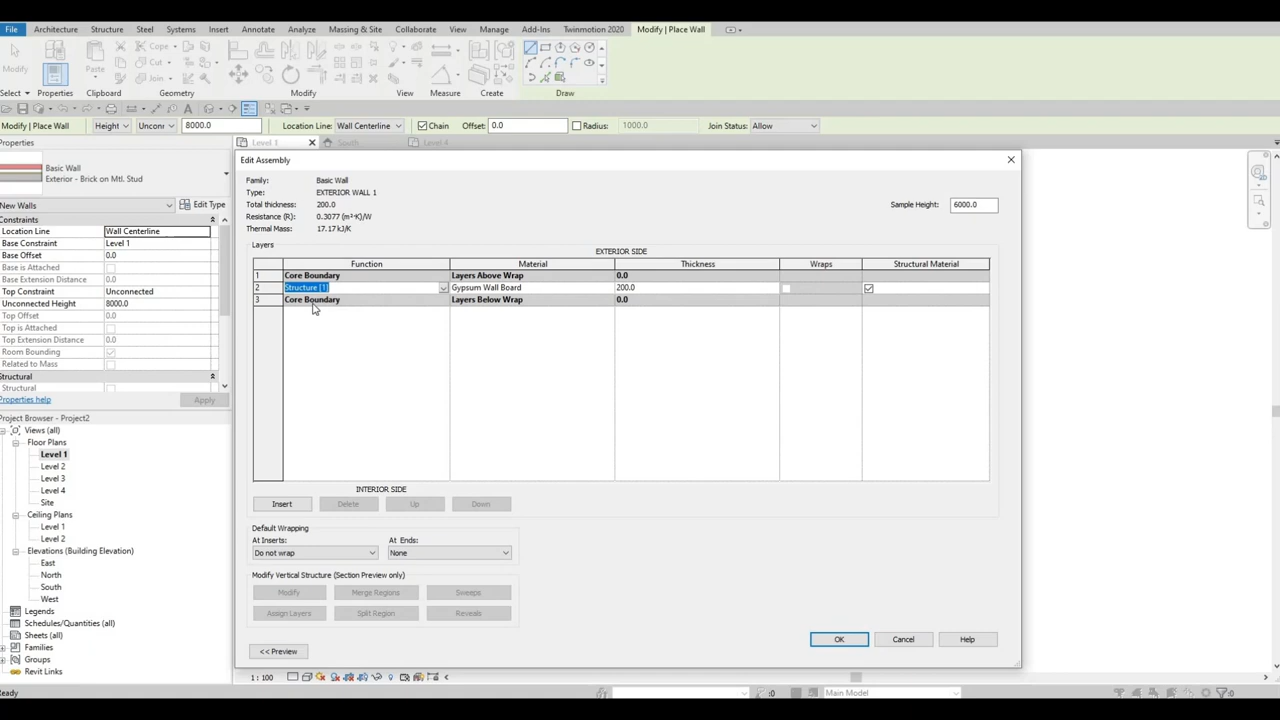 File Architecture Structure Steel Systems Insert Annotate Analyze Massing & Site Collaborate View Manage Add-Ins Twinmotion 2020 Modify | Place Wall
Cope
Cut
Modify Paste Join
Select Properties Clipboard Geometry Modify View Measure Create Draw
Modify | Place Wall Height Uncon 8000.0 Location Line: Wall Centerline Chain Offset: 0.0 Radius: 1000.0 Join Status: Allow
Properties Level 1 South Level 4
Edit Assembly
Basic Wall
Exterior - Brick on Mtl. Stud
New Walls Edit Type
Constraints
Location Line Wall Centerline
Base Constraint Level 1
Base Offset 0.0
Base is Attached
Base Extension Distance 0.0
Top Constraint Unconnected
Unconnected Height 8000.0
Top Offset 0.0
Top is Attached
Top Extension Distance 0.0
Room Bounding
Related to Mass
Structural
Structural
Properties help Apply
Project Browser - Project2
Views (all)
Floor Plans
Level 1
Level 2
Level 3
Level 4
Site
Ceiling Plans
Level 1
Level 2
Elevations (Building Elevation)
East
North
South
West
Legends
Schedules/Quantities (all)
Sheets (all)
Families
Groups
Revit Links
Family: Basic Wall
Type: EXTERIOR WALL 1
Total thickness: 200.0 Sample Height: 6000.0
Resistance (R): 0.3077 (m²·K)/W
Thermal Mass: 17.17 kJ/K
Layers
EXTERIOR SIDE
Function Material Thickness Wraps Structural Material
1 Core Boundary Layers Above Wrap 0.0
2 Structure [1] Gypsum Wall Board 200.0
3 Core Boundary Layers Below Wrap 0.0
INTERIOR SIDE
Insert Delete Up Down
Default Wrapping
At Inserts: At Ends:
Do not wrap None
Modify Vertical Structure (Section Preview only)
Modify Merge Regions Sweeps
Assign Layers Split Region Reveals
<< Preview OK Cancel Help
1 : 100
Ready :0 Main Model :0